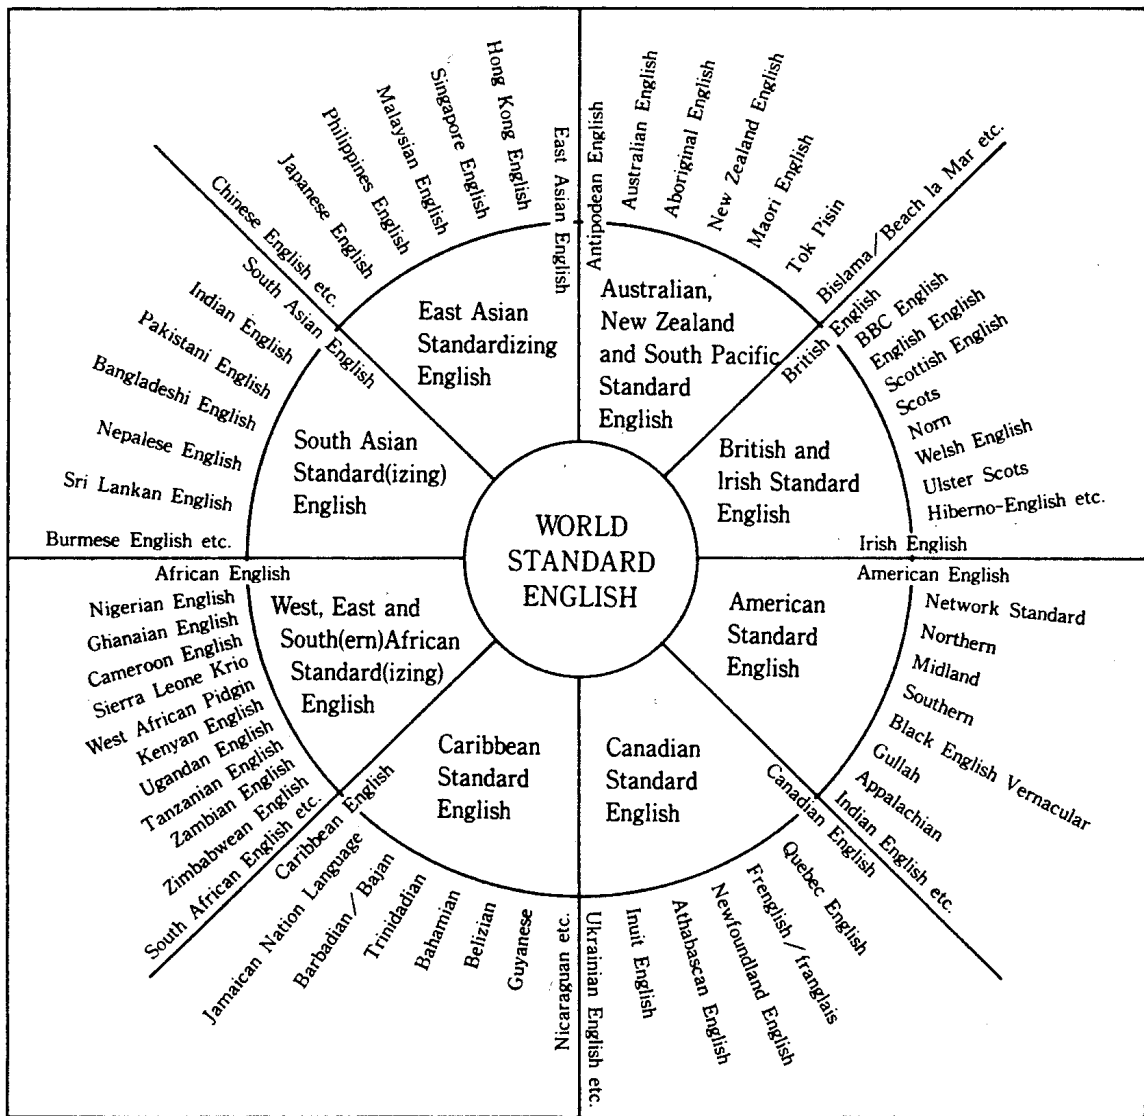 WORLD
STANDARD
ENGLISH
Australian,
New Zealand
and South Pacific
Standard
English
Antipodean English
Australian English
Aboriginal English
New Zealand English
Maori English
Tok Pisin
Bislama/Beach la Mar etc.
British and
Irish Standard
English
British English
BBC English
English English
Scottish English
Scots
Norn
Welsh English
Ulster Scots
Hiberno-English etc.
Irish English
American
Standard
English
American English
Network Standard
Northern
Midland
Southern
Black English Vernacular
Gullah
Appalachian
Indian English etc.
Canadian
Standard
English
Canadian English
Quebec English
Frenglish/franglais
Newfoundland English
Athabascan English
Inuit English
Ukrainian English etc.
Caribbean
Standard
English
Caribbean English
Jamaican Nation Language
Barbadian/Bajan
Trinidadian
Bahamian
Belizian
Guyanese
Nicaraguan etc.
West, East and
South(ern)African
Standard(izing)
English
African English
Nigerian English
Ghanaian English
Cameroon English
Sierra Leone Krio
West African Pidgin
Kenyan English
Ugandan English
Tanzanian English
Zambian English
Zimbabwean English
South African English etc.
South Asian
Standard(izing)
English
South Asian English
Indian English
Pakistani English
Bangladeshi English
Nepalese English
Sri Lankan English
Burmese English etc.
East Asian
Standardizing
English
East Asian English
Hong Kong English
Singapore English
Malaysian English
Philippines English
Japanese English
Chinese English etc.